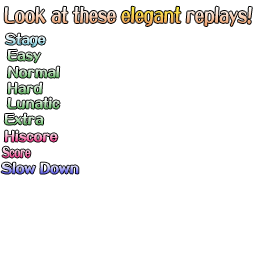 Look at these elegant replays!
Stage
Easy
Normal
Hard
Lunatic
Extra
Hiscore
Score
Slow Down